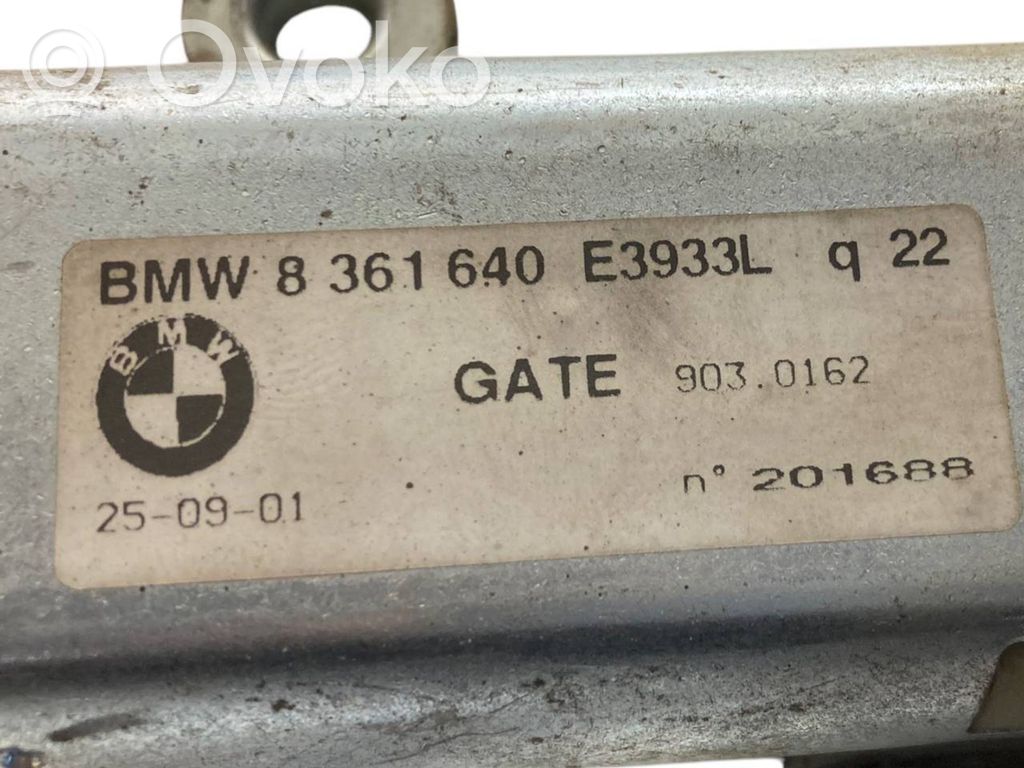 © Ovoko
BMW 8 361 640 E3933L q 22
BMW
GATE 903.0162
n° 201688
25-09-01